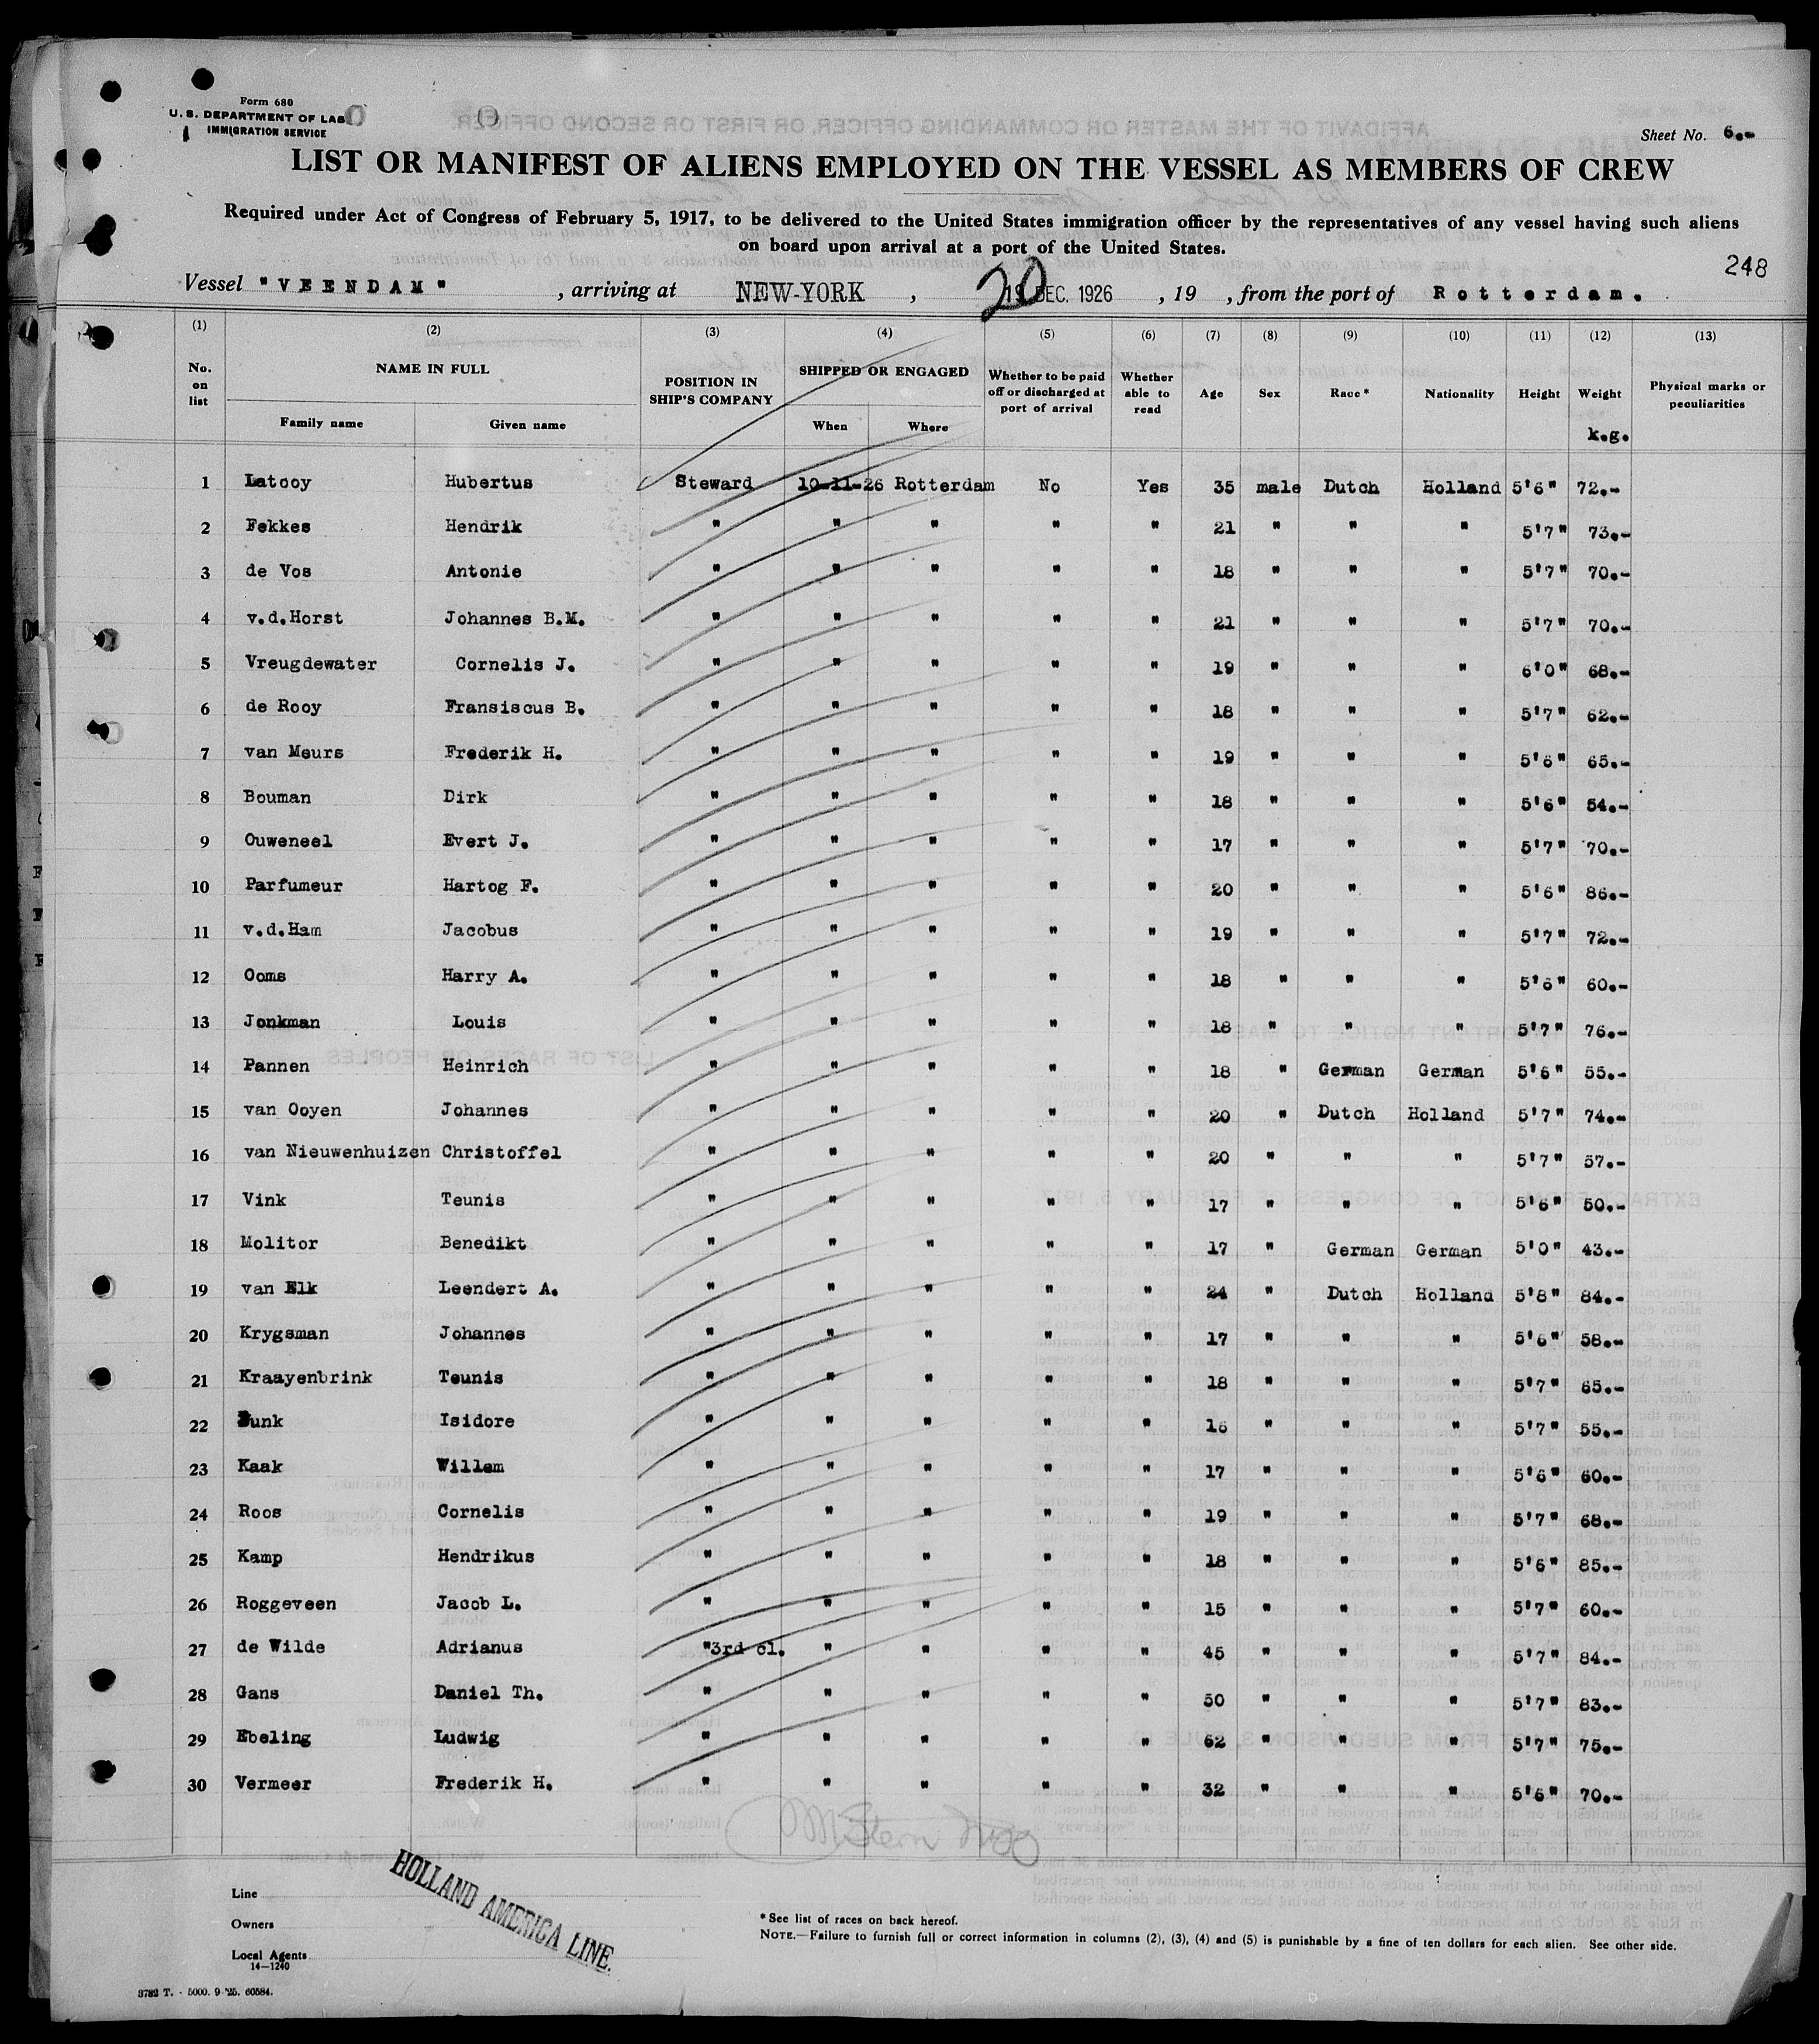 Form 680
U. S. DEPARTMENT OF LAB
IMMIGRATION SERVICE
Sheet No. 6.-
LIST OR MANIFEST OF ALIENS EMPLOYED ON THE VESSEL AS MEMBERS OF CREW
Required under Act of Congress of February 5, 1917, to be delivered to the United States immigration officer by the representatives of any vessel having such aliens
on board upon arrival at a port of the United States.
248
Vessel "VEENDAM" , arriving at NEW-YORK , 20 DEC. 1926 , 19 , from the port of Rotterdam.
(1) (2) (3) (4) (5) (6) (7) (8) (9) (10) (11) (12) (13)
No. on list NAME IN FULL Family name Given name POSITION IN SHIP'S COMPANY SHIPPED OR ENGAGED When Where Whether to be paid off or discharged at port of arrival Whether able to read Age Sex Race * Nationality Height Weight k.g. Physical marks or peculiarities
1 Latooy Hubertus Steward 10-11-26 Rotterdam No Yes 35 male Dutch Holland 5'6" 72.-
2 Fekkes Hendrik " " " " " 21 " " " 5'7" 73.-
3 de Vos Antonie " " " " " 18 " " " 5'7" 70.-
4 v.d.Horst Johannes B.M. " " " " " 21 " " " 5'7" 70.-
5 Vreugdewater Cornelis J. " " " " " 19 " " " 6'0" 68.-
6 de Rooy Fransiscus B. " " " " " 18 " " " 5'7" 62.-
7 van Meurs Frederik H. " " " " " 19 " " " 5'6" 65.-
8 Bouman Dirk " " " " " 18 " " " 5'6" 54.-
9 Ouweneel Evert J. " " " " " 17 " " " 5'7" 70.-
10 Parfumeur Hartog F. " " " " " 20 " " " 5'6" 86.-
11 v.d.Ham Jacobus " " " " " 19 " " " 5'7" 72.-
12 Ooms Harry A. " " " " " 18 " " " 5'6" 60.-
13 Jonkman Louis " " " " " 18 " " " 5'7" 76.-
14 Pannen Heinrich " " " " " 18 " German German 5'6" 55.-
15 van Ooyen Johannes " " " " " 20 " Dutch Holland 5'7" 74.-
16 van Nieuwenhuizen Christoffel " " " " " 20 " " " 5'7" 57.-
17 Vink Teunis " " " " " 17 " " " 5'6" 50.-
18 Molitor Benedikt " " " " " 17 " German German 5'0" 43.-
19 van Elk Leendert A. " " " " " 24 " Dutch Holland 5'8" 84.-
20 Krygsman Johannes " " " " " 17 " " " 5'6" 58.-
21 Kraayenbrink Teunis " " " " " 18 " " " 5'7" 65.-
22 unk Isidore " " " " " 16 " " " 5'7" 55.-
23 Kaak Willem " " " " " 17 " " " 5'6" 60.-
24 Roos Cornelis " " " " " 19 " " " 5'7" 68.-
25 Kamp Hendrikus " " " " " 18 " " " 5'6" 85.-
26 Roggeveen Jacob L. " " " " " 15 " " " 5'7" 60.-
27 de Wilde Adrianus "3rd cl. " " " " 45 " " " 5'7" 84.-
28 Gans Daniel Th. " " " " " 50 " " " 5'7" 83.-
29 Ebeling Ludwig " " " " " 62 " " " 5'7" 75.-
30 Vermeer Frederik H. " " " " " 32 " " " 5'6" 70.-
Line
HOLLAND AMERICA LINE.
Owners
Local Agents
14—1240
* See list of races on back hereof.
NOTE.—Failure to furnish full or correct information in columns (2), (3), (4) and (5) is punishable by a fine of ten dollars for each alien. See other side.
3782 T. - 5000. 9-'25. 60584.